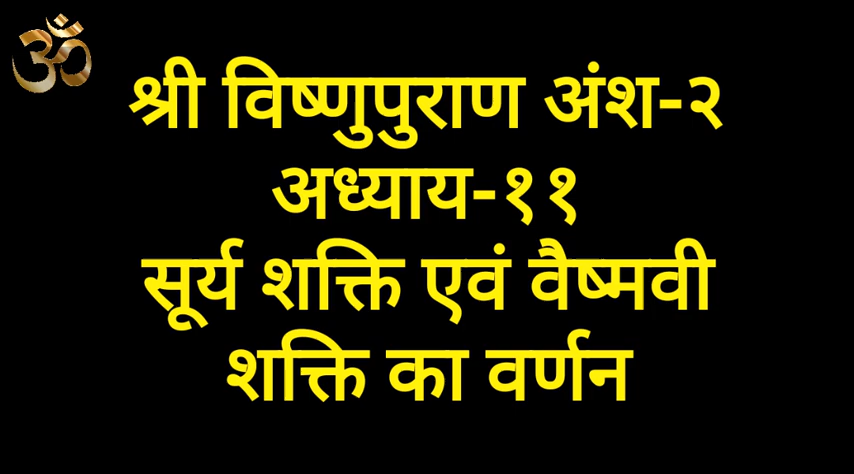 ॐ
श्री विष्णुपुराण अंश-२
अध्याय-११
सूर्य शक्ति एवं वैष्मवी
शक्ति का वर्णन